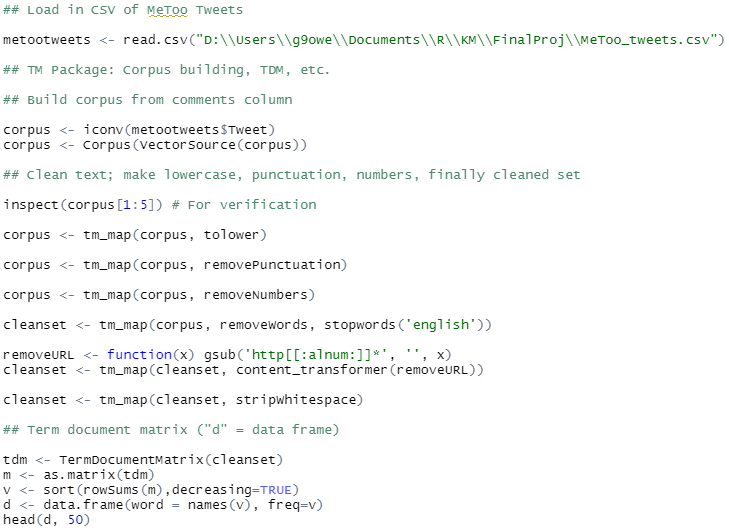 ## Load in CSV of MeToo Tweets
metootweets <- read.csv("D:\\Users\\g9owe\\Documents\\R\\KM\\FinalProj\\MeToo_tweets.csv")
## TM Package: Corpus building, TDM, etc.
## Build corpus from comments column
corpus <- iconv(metootweets$Tweet)
corpus <- Corpus(VectorSource(corpus))
## Clean text; make lowercase, punctuation, numbers, finally cleaned set
inspect(corpus[1:5]) # For verification
corpus <- tm_map(corpus, tolower)
corpus <- tm_map(corpus, removePunctuation)
corpus <- tm_map(corpus, removeNumbers)
cleanset <- tm_map(corpus, removeWords, stopwords('english'))
removeURL <- function(x) gsub('http[[:alnum:]]*', '', x)
cleanset <- tm_map(cleanset, content_transformer(removeURL))
cleanset <- tm_map(cleanset, stripWhitespace)
## Term document matrix ("d" = data frame)
tdm <- TermDocumentMatrix(cleanset)
m <- as.matrix(tdm)
v <- sort(rowSums(m),decreasing=TRUE)
d <- data.frame(word = names(v), freq=v)
head(d, 50)